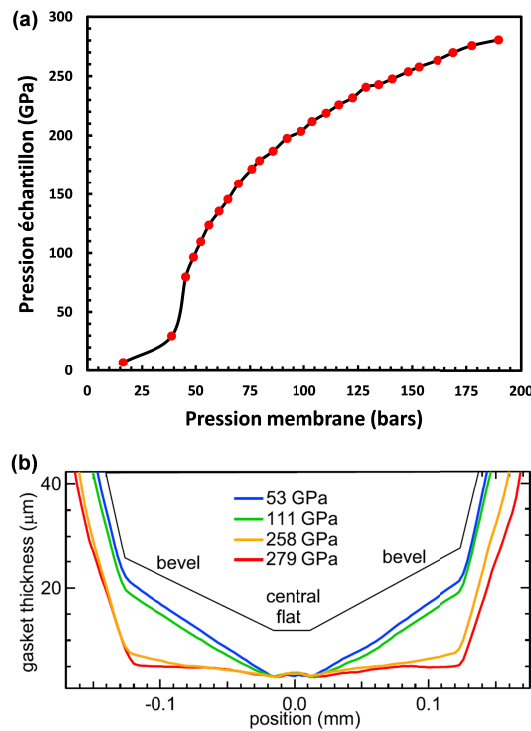 (a)
300
250
200
150
100
50
0
Pression échantillon (GPa)
0 25 50 75 100 125 150 175 200
Pression membrane (bars)
(b)
40
20
gasket thickness (µm)
53 GPa
111 GPa
258 GPa
279 GPa
bevel
bevel
central
flat
-0.1 0.0 0.1
position (mm)